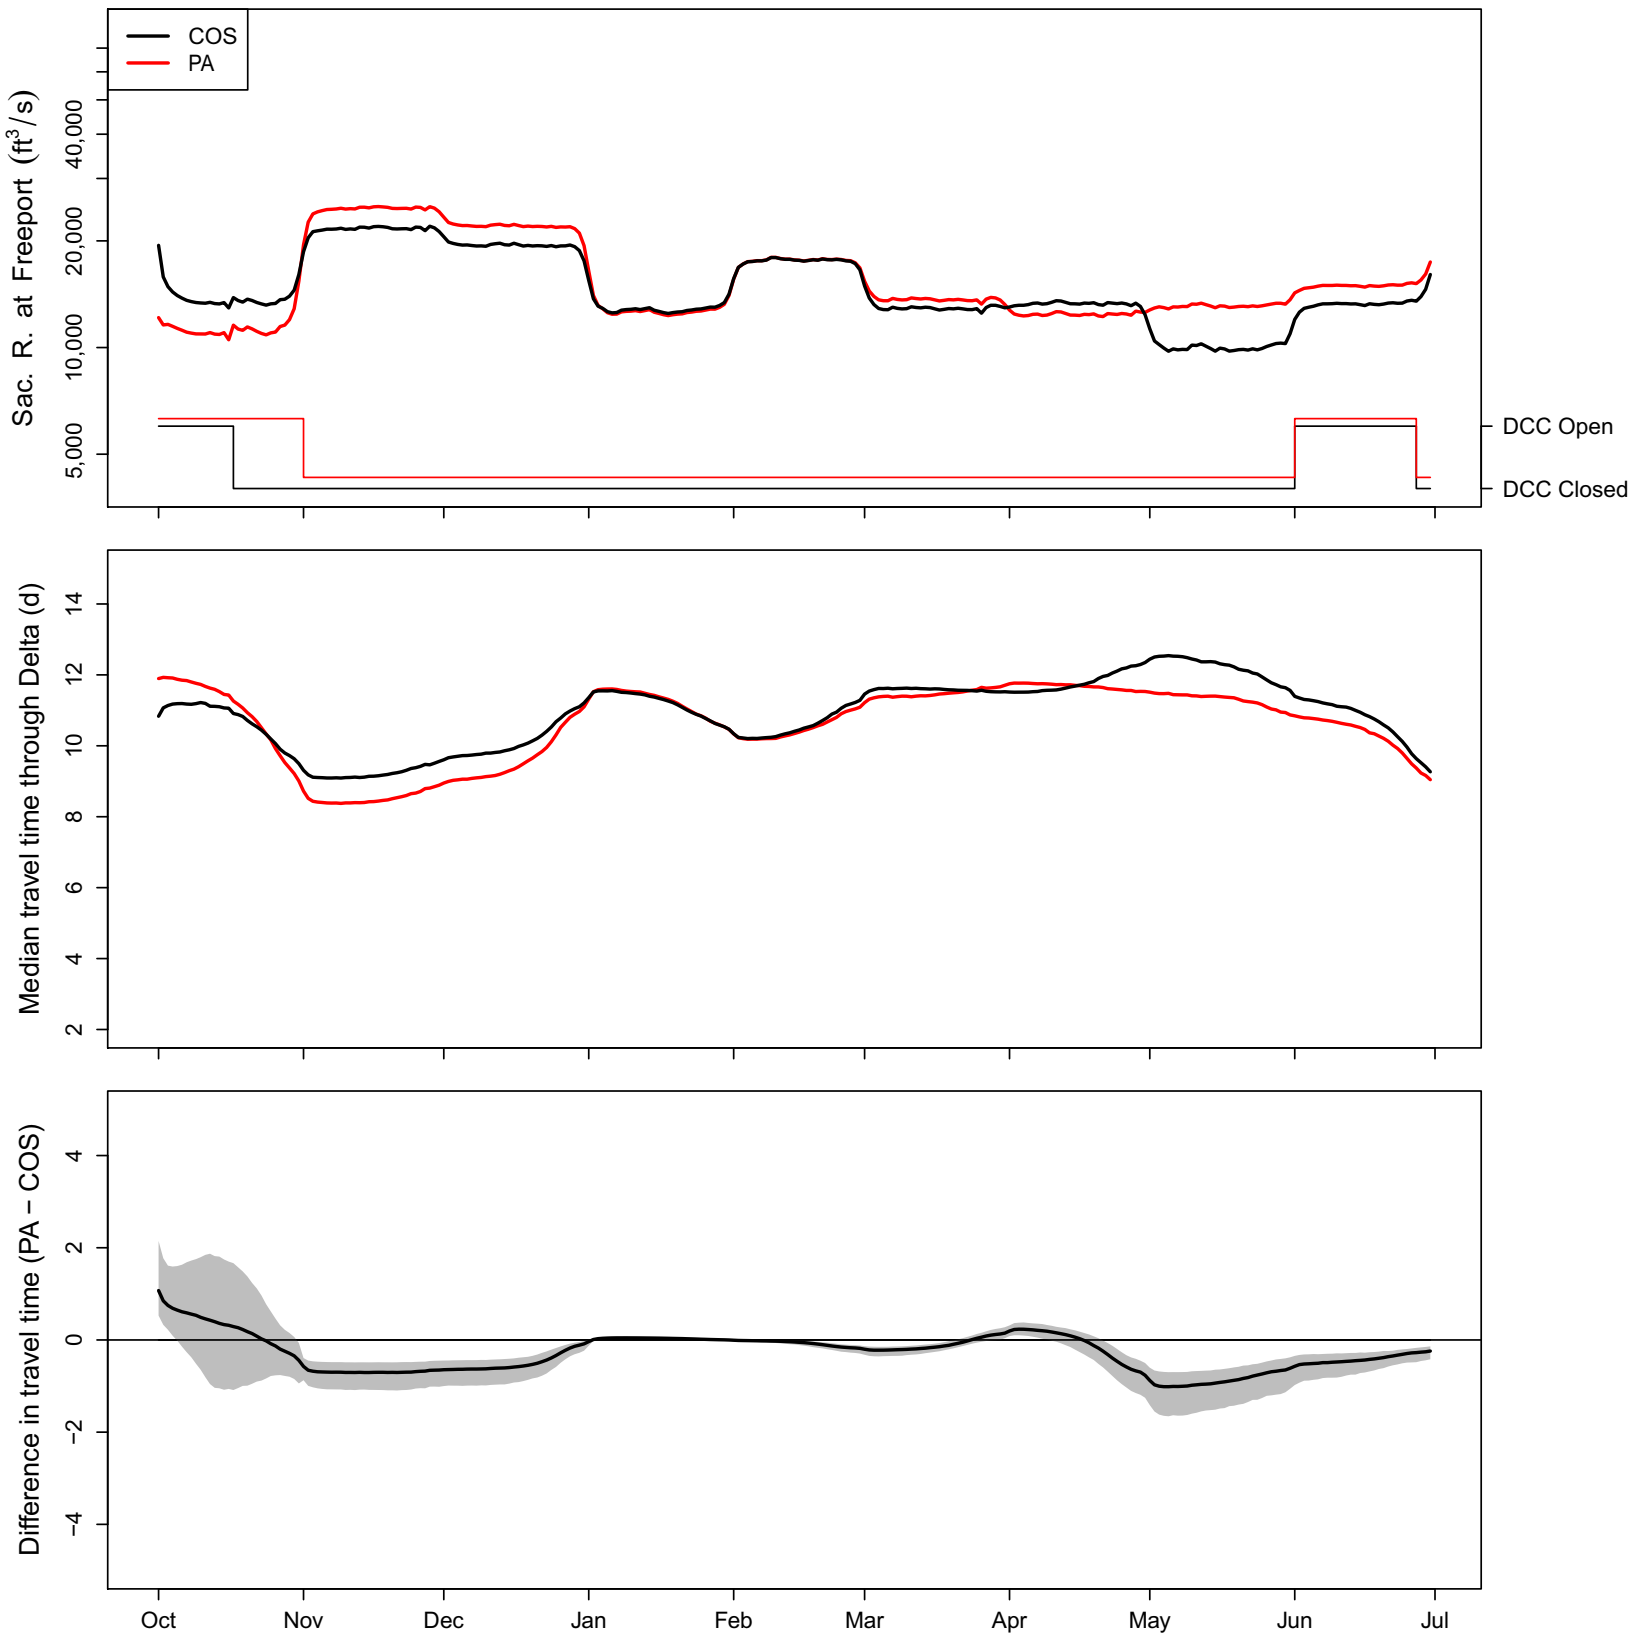 COS
PA
Sac. R. at Freeport (ft³/s)
40,000
20,000
10,000
5,000
DCC Open
DCC Closed
Median travel time through Delta (d)
14
12
10
8
6
4
2
Difference in travel time (PA − COS)
4
2
0
−2
−4
Oct Nov Dec Jan Feb Mar Apr May Jun Jul